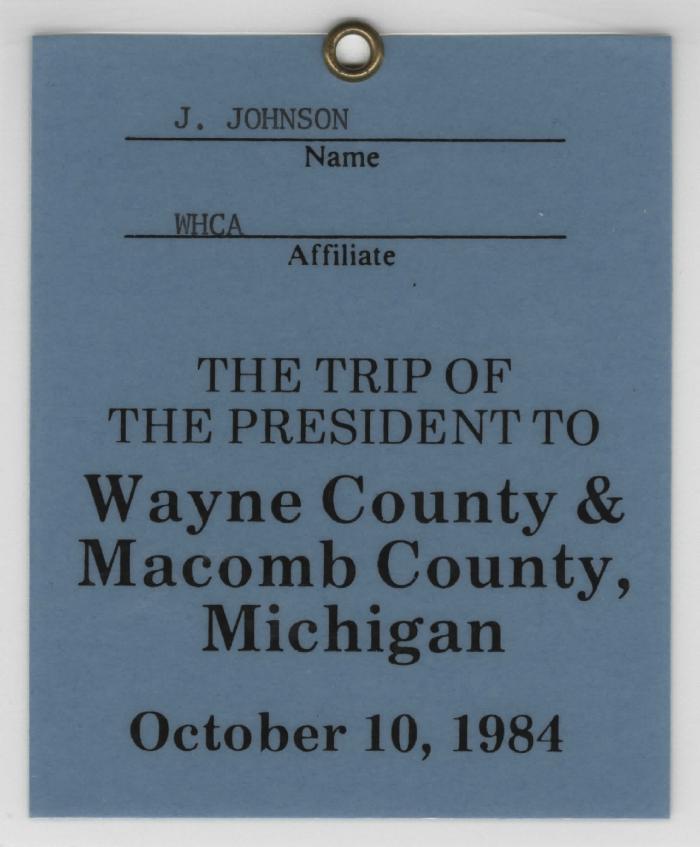 J. JOHNSON
Name
WHCA
Affiliate
THE TRIP OF
THE PRESIDENT TO
Wayne County &
Macomb County,
Michigan
October 10, 1984